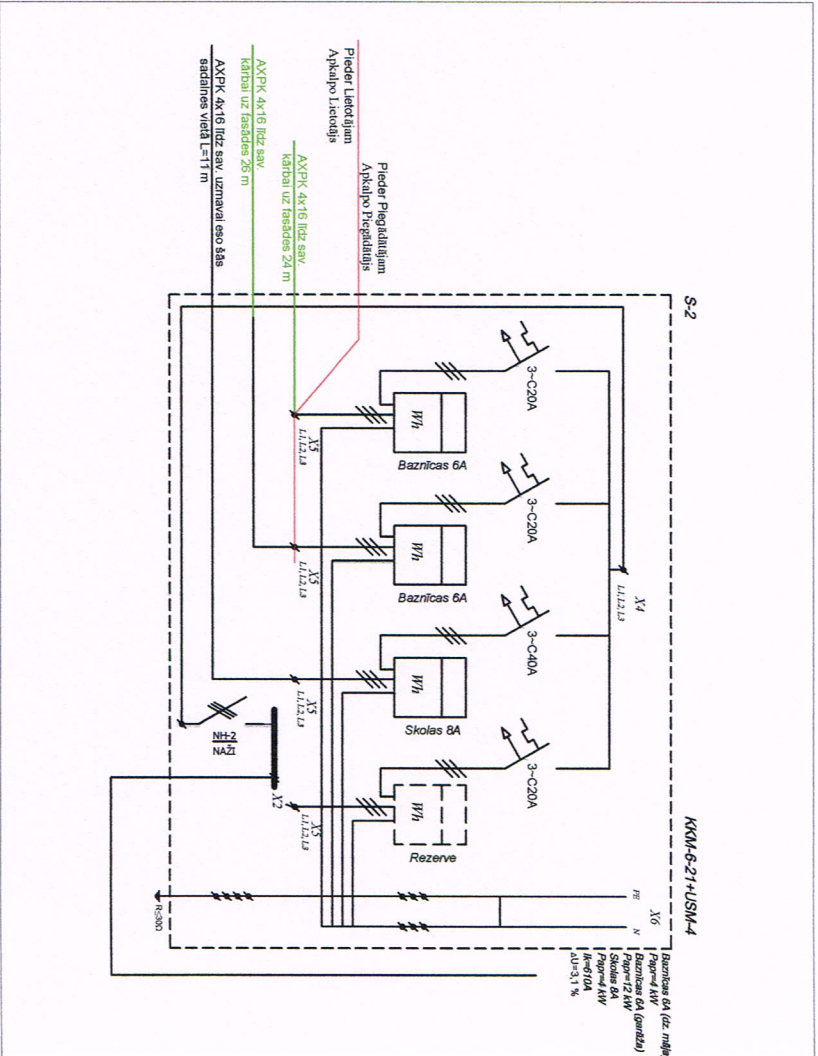 S-2
KKM-6-21+USM-4
Pieder Lietotājam
Apkalpo Lietotājs
Pieder Piegādātājam
Apkalpo Piegādātājs
AXPK 4x16 līdz sav.
kārbai uz fasādes 24 m
AXPK 4x16 līdz sav.
kārbai uz fasādes 26 m
AXPK 4x16 līdz sav. uzmavai eso šās
sadalnes vietā L=11 m
3~C20A
3~C20A
3~C40A
3~C20A
X4
L1, L2, L3
Wh
Baznīcas 6A
Wh
Baznīcas 6A
Wh
Skolas 8A
Wh
Rezerve
X5
L1, L2, L3
X5
L1, L2, L3
X5
L1, L2, L3
X5
L1, L2, L3
NH-2
NAŽI
X2
PE
N
X6
R≤30Ω
Baznīcas 6A (dz. māja)
Papr=4 kW
Baznīcas 6A (garāža)
Papr=12 kW
Skolas 8A
Papr=4 kW
Ik=610A
ΔU=3,1 %